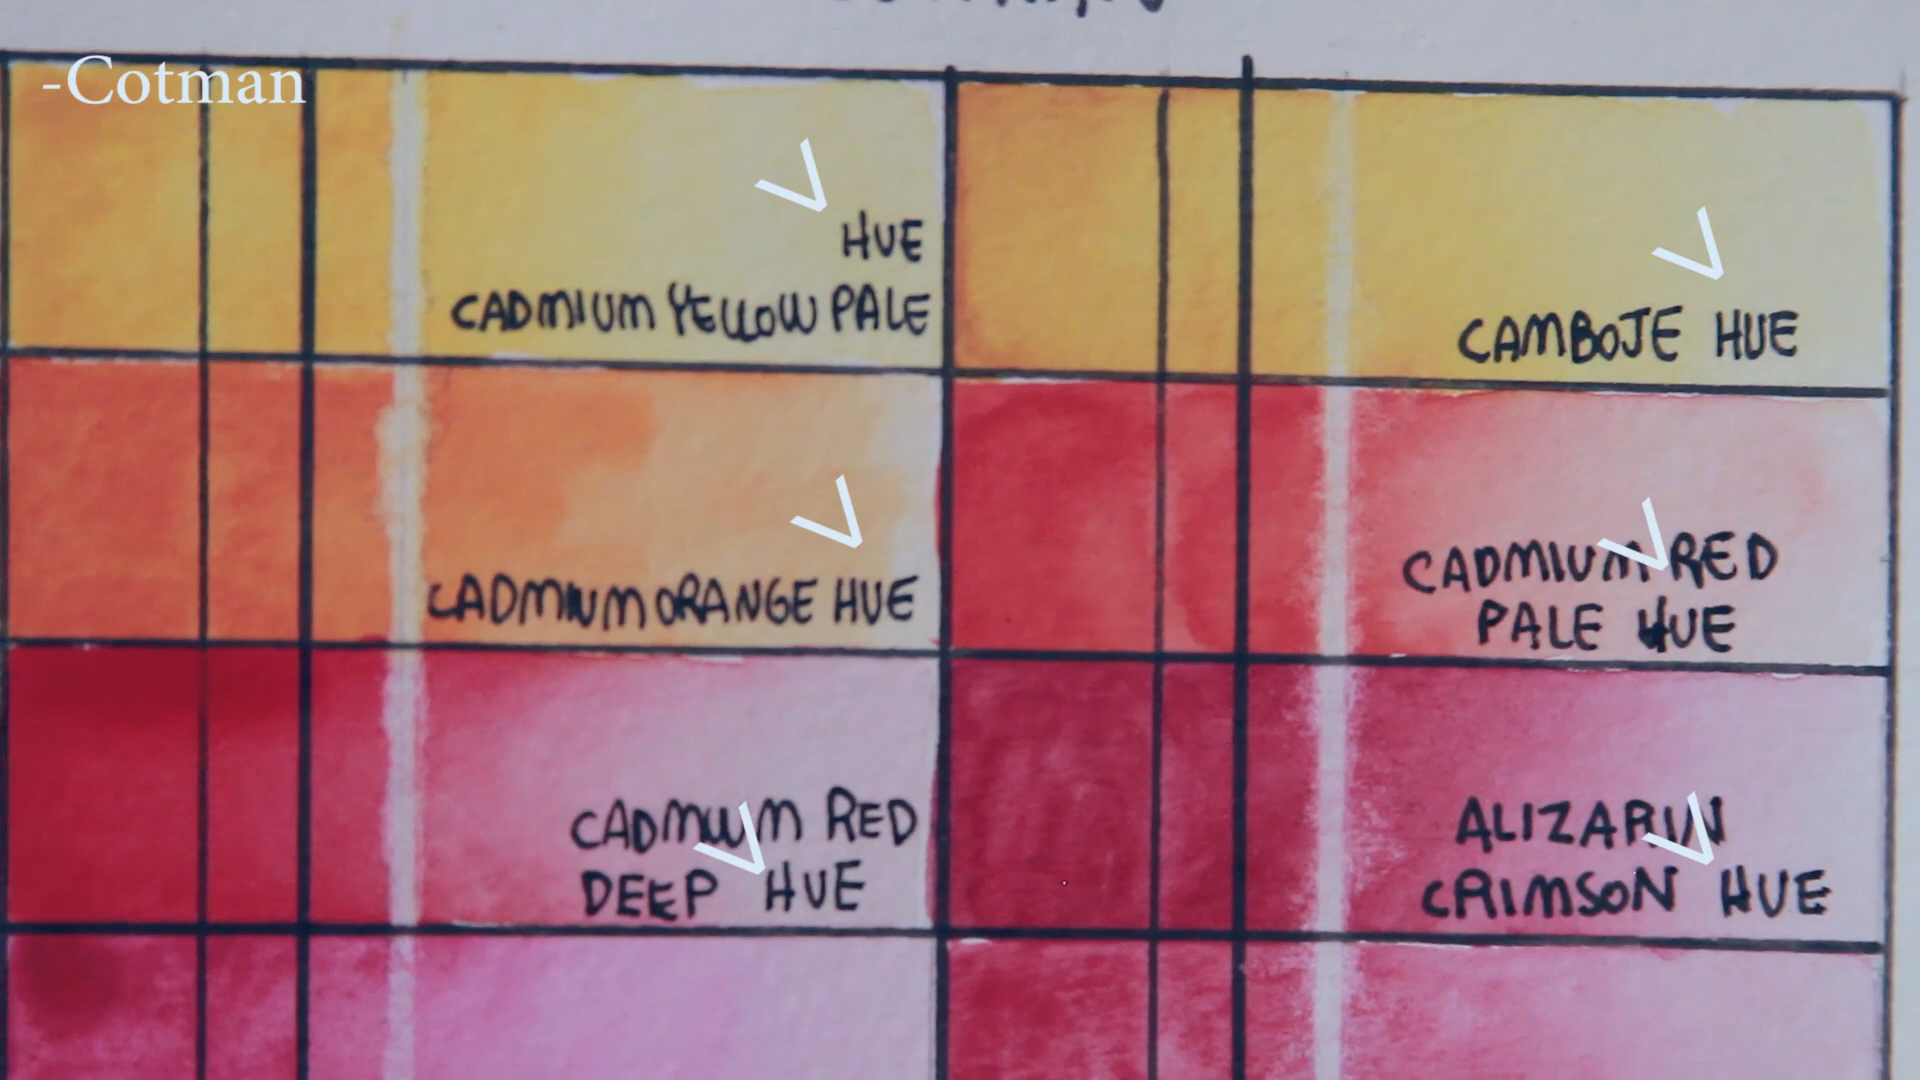 -Cotman
HUE
CADMIUM YELLOW PALE
CAMBOJE HUE
CADMIUM ORANGE HUE
CADMIUM RED
PALE HUE
CADMIUM RED
DEEP HUE
ALIZARIN
CRIMSON HUE